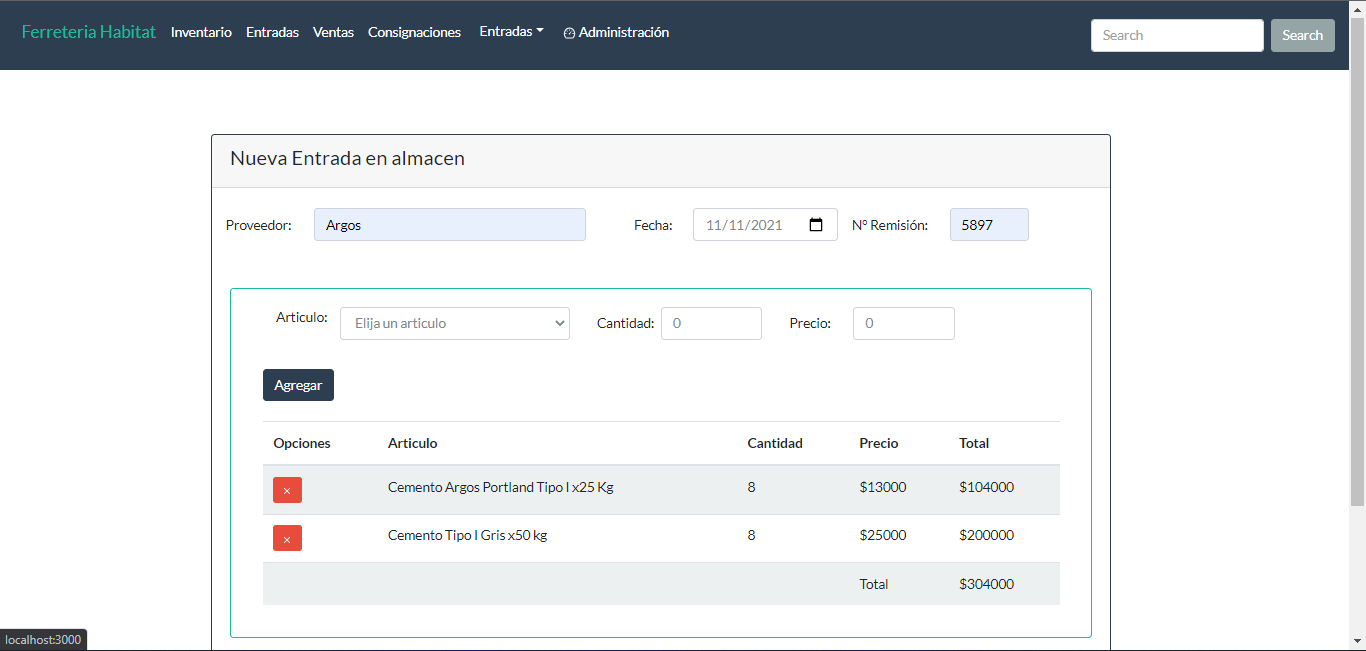 Ferreteria Habitat Inventario Entradas Ventas Consignaciones Entradas Administración Search Search
Nueva Entrada en almacen
Proveedor: Argos Fecha: 11/11/2021 N° Remisión: 5897
Articulo: Elija un articulo Cantidad: 0 Precio: 0
Agregar
Opciones Articulo Cantidad Precio Total
× Cemento Argos Portland Tipo I x25 Kg 8 $13000 $104000
× Cemento Tipo I Gris x50 kg 8 $25000 $200000
Total $304000
localhost:3000